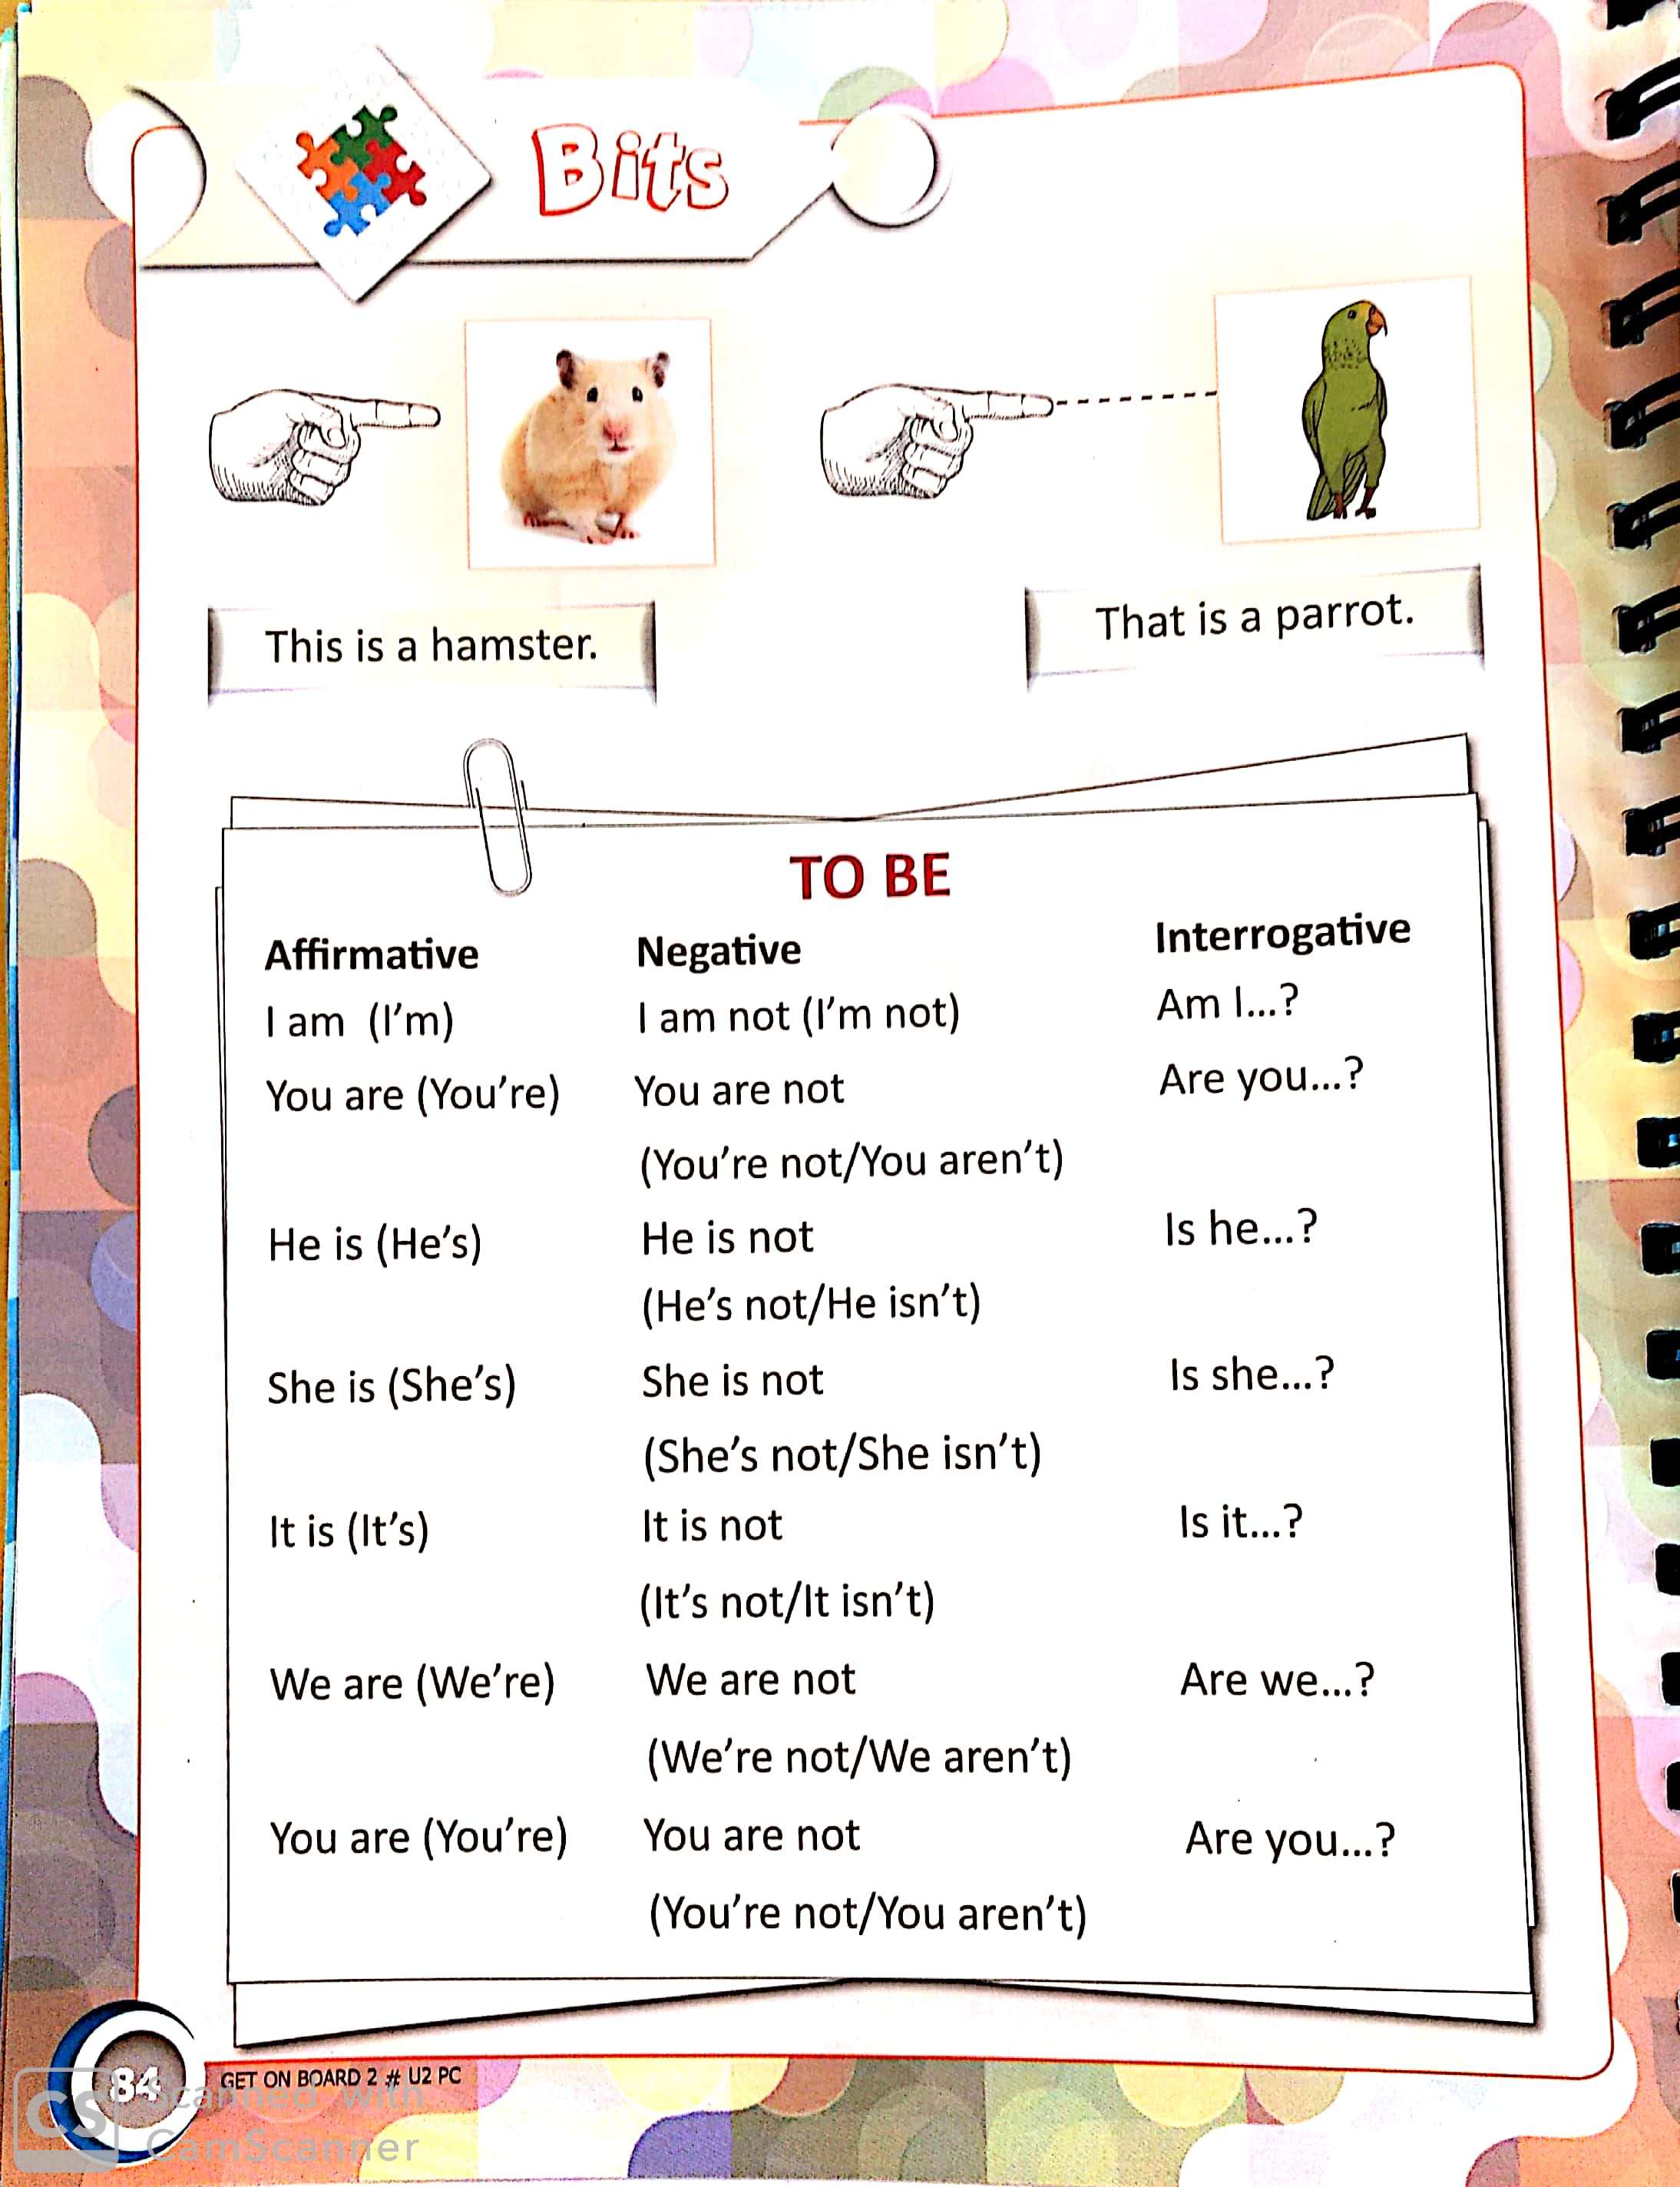 Bits
This is a hamster.
That is a parrot.
TO BE
Affirmative Negative Interrogative
I am (I'm) I am not (I'm not) Am I...?
You are (You're) You are not Are you...?
(You're not/You aren't)
He is (He's) He is not Is he...?
(He's not/He isn't)
She is (She's) She is not Is she...?
(She's not/She isn't)
It is (It's) It is not Is it...?
(It's not/It isn't)
We are (We're) We are not Are we...?
(We're not/We aren't)
You are (You're) You are not Are you...?
(You're not/You aren't)
84 GET ON BOARD 2 # U2 PC
CS Scanned with
CamScanner